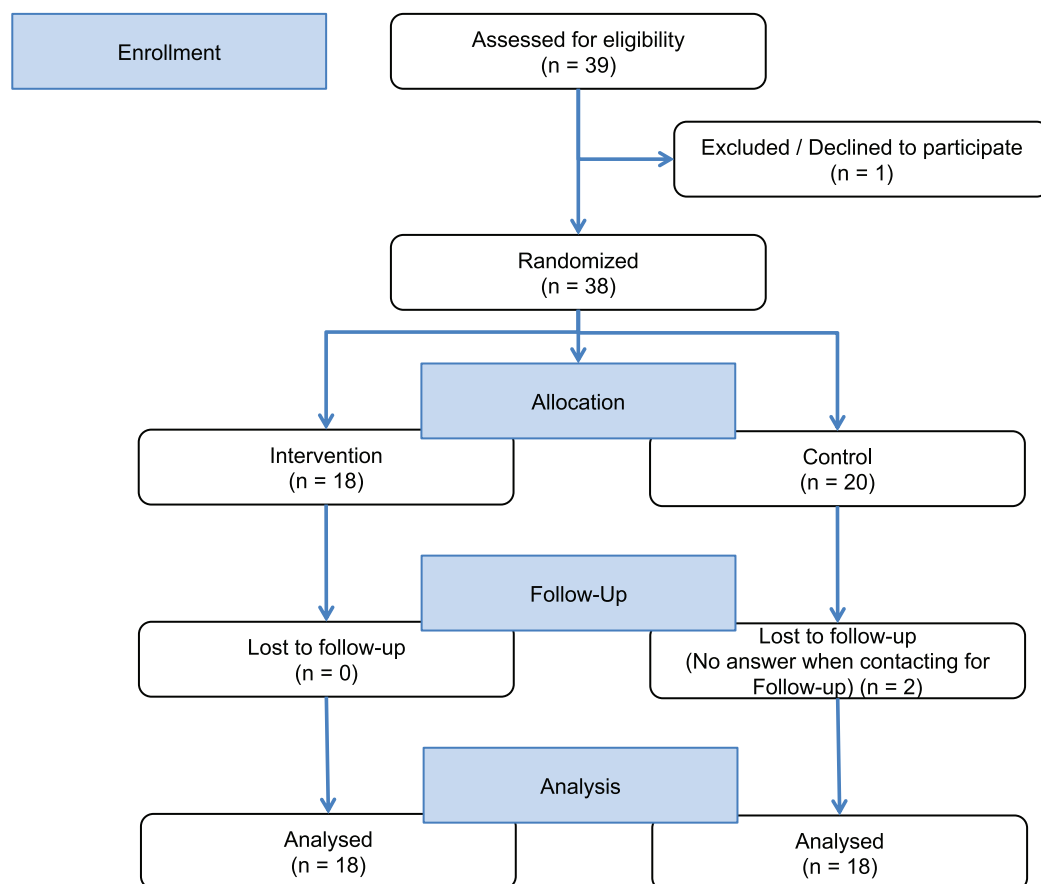 Enrollment
Assessed for eligibility
(n = 39)
Excluded / Declined to participate
(n = 1)
Randomized
(n = 38)
Allocation
Intervention
(n = 18)
Control
(n = 20)
Follow-Up
Lost to follow-up
(n = 0)
Lost to follow-up
(No answer when contacting for
Follow-up) (n = 2)
Analysis
Analysed
(n = 18)
Analysed
(n = 18)